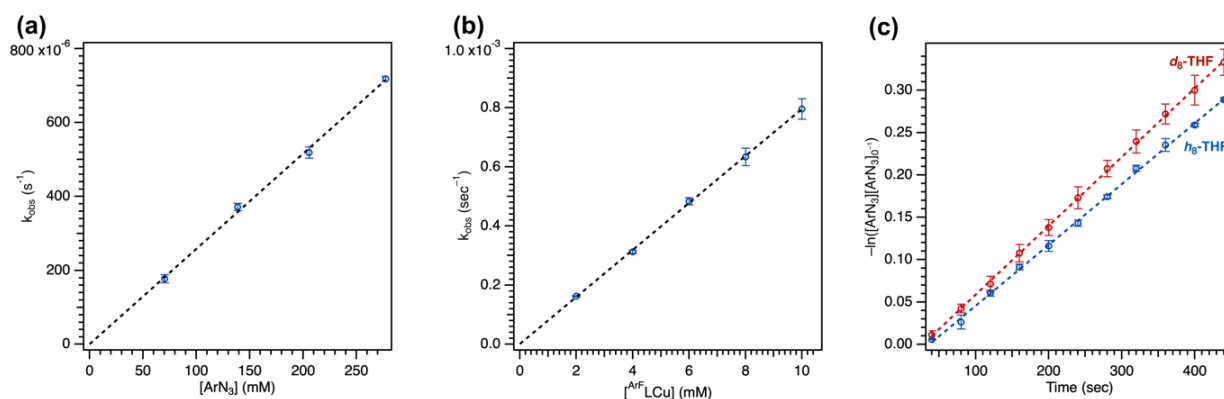 (a)
800 x10⁻⁶
600
400
200
0
k_obs (s⁻¹)
0 50 100 150 200 250
[ArN₃] (mM)
(b)
1.0 x10⁻³
0.8
0.6
0.4
0.2
0.0
k_obs (sec⁻¹)
0 2 4 6 8 10
[ᴬʳᶠLCu] (mM)
(c)
0.30
0.25
0.20
0.15
0.10
0.05
0.00
–ln([ArN₃][ArN₃]₀⁻¹)
d₈-THF
h₈-THF
100 200 300 400
Time (sec)